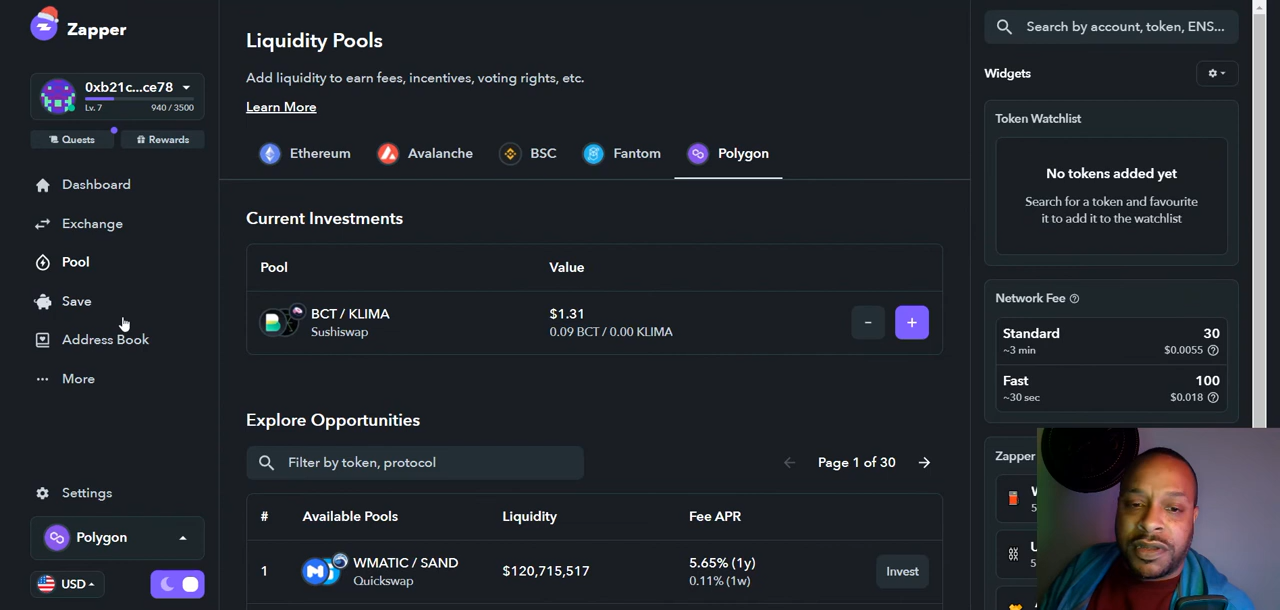 Zapper
0xb21c...ce78
Lv. 7 940 / 3500
Quests Rewards
Dashboard
Exchange
Pool
Save
Address Book
More
Settings
Polygon
USD
Liquidity Pools
Add liquidity to earn fees, incentives, voting rights, etc.
Learn More
Ethereum Avalanche BSC Fantom Polygon
Current Investments
Pool Value
BCT / KLIMA $1.31
Sushiswap 0.09 BCT / 0.00 KLIMA
- +
Explore Opportunities
Filter by token, protocol Page 1 of 30
# Available Pools Liquidity Fee APR
1 WMATIC / SAND $120,715,517 5.65% (1y) Invest
Quickswap 0.11% (1w)
Search by account, token, ENS...
Widgets
Token Watchlist
No tokens added yet
Search for a token and favourite
it to add it to the watchlist
Network Fee
Standard 30
~3 min $0.0055
Fast 100
~30 sec $0.018
Zapper